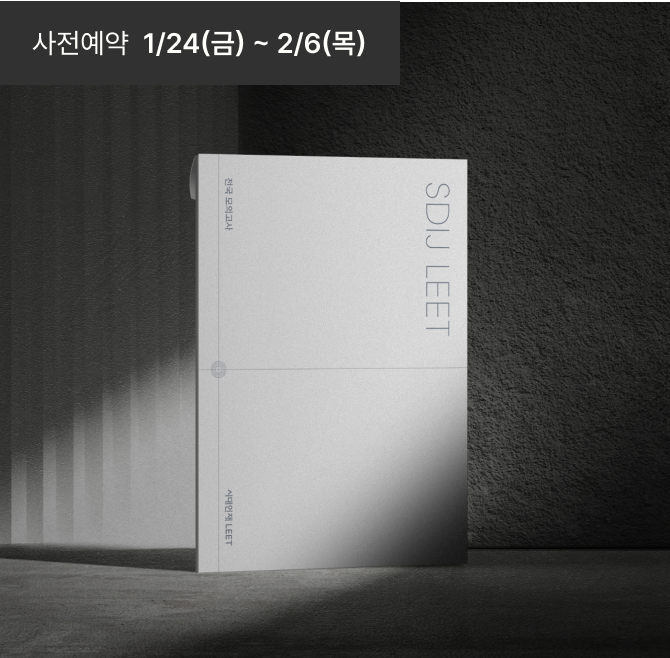 사전예약 1/24(금) ~ 2/6(목)
전국 모의고사
SDIJ LEET
시대인재 LEET